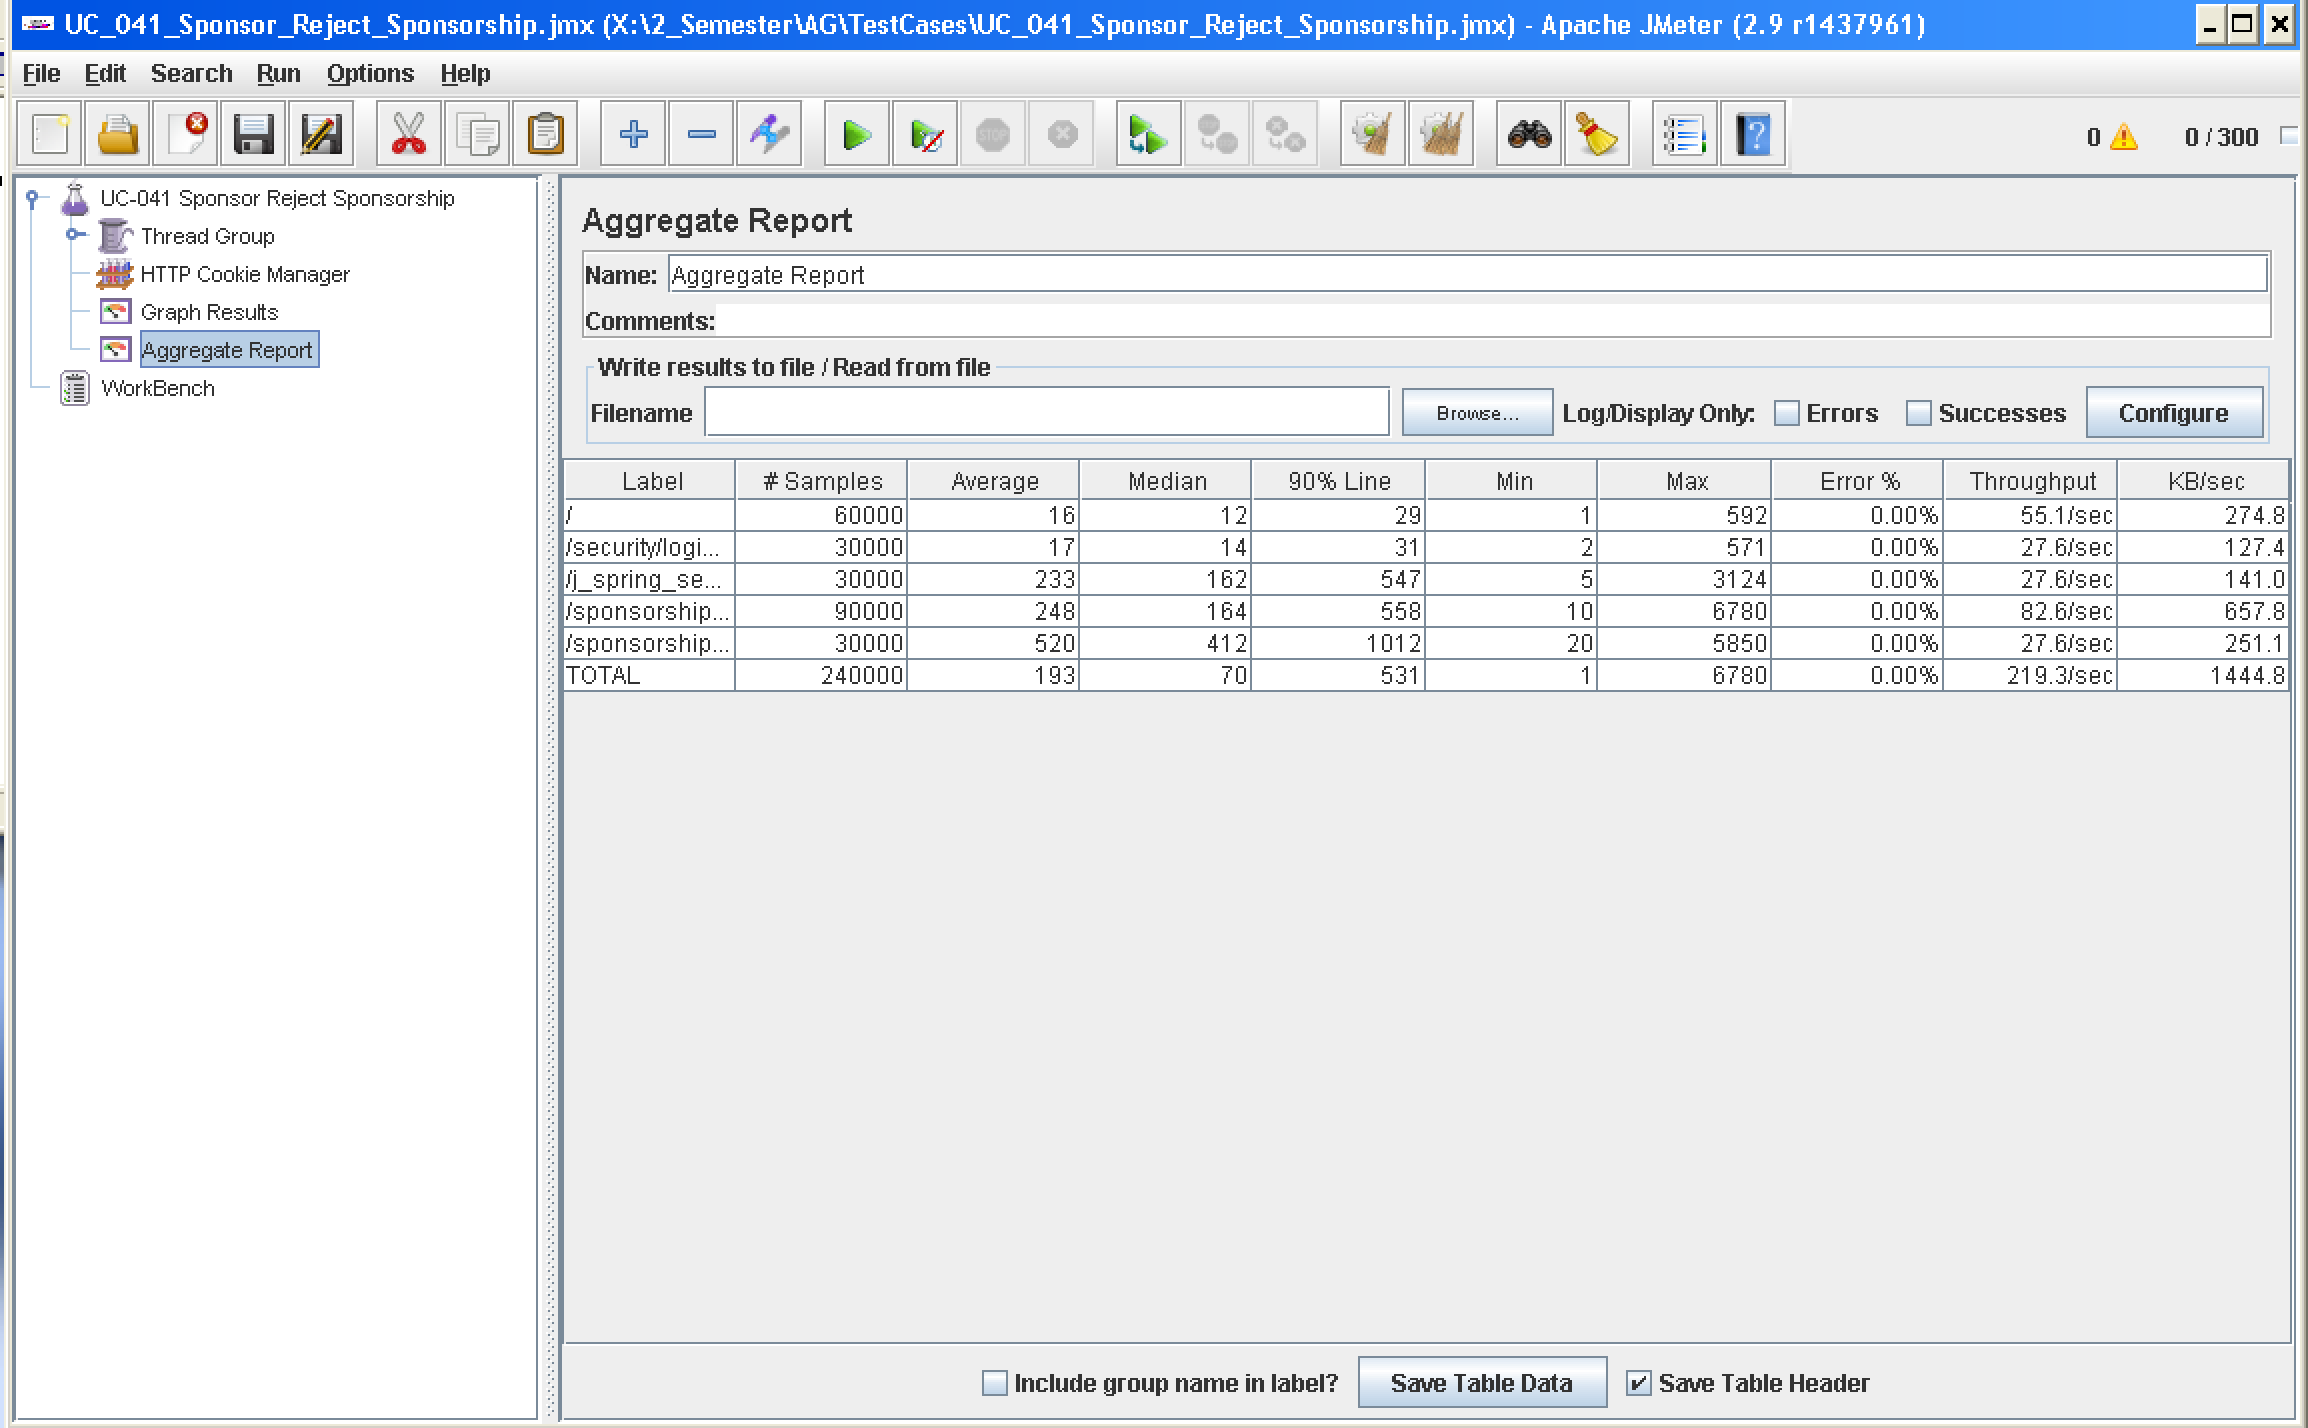 UC_041_Sponsor_Reject_Sponsorship.jmx (X:\2_Semester\AG\TestCases\UC_041_Sponsor_Reject_Sponsorship.jmx) - Apache JMeter (2.9 r1437961)
File Edit Search Run Options Help
STOP 0 0 / 300
UC-041 Sponsor Reject Sponsorship
Thread Group
HTTP Cookie Manager
Graph Results
Aggregate Report
WorkBench
Aggregate Report
Name: Aggregate Report
Comments:
Write results to file / Read from file
Filename Browse... Log/Display Only: Errors Successes Configure
Label # Samples Average Median 90% Line Min Max Error % Throughput KB/sec
/ 60000 16 12 29 1 592 0.00% 55.1/sec 274.8
/security/logi... 30000 17 14 31 2 571 0.00% 27.6/sec 127.4
/j_spring_se... 30000 233 162 547 5 3124 0.00% 27.6/sec 141.0
/sponsorship... 90000 248 164 558 10 6780 0.00% 82.6/sec 657.8
/sponsorship... 30000 520 412 1012 20 5850 0.00% 27.6/sec 251.1
TOTAL 240000 193 70 531 1 6780 0.00% 219.3/sec 1444.8
Include group name in label? Save Table Data Save Table Header